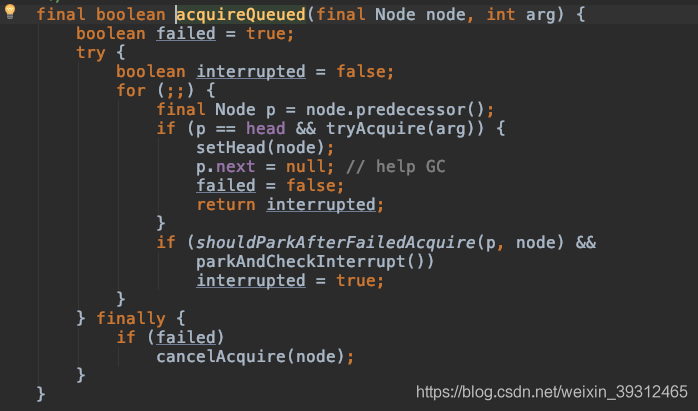 final boolean acquireQueued(final Node node, int arg) {
    boolean failed = true;
    try {
        boolean interrupted = false;
        for (;;) {
            final Node p = node.predecessor();
            if (p == head && tryAcquire(arg)) {
                setHead(node);
                p.next = null; // help GC
                failed = false;
                return interrupted;
            }
            if (shouldParkAfterFailedAcquire(p, node) &&
                parkAndCheckInterrupt())
                interrupted = true;
        }
    } finally {
        if (failed)
            cancelAcquire(node);
    }
}
https://blog.csdn.net/weixin_39312465